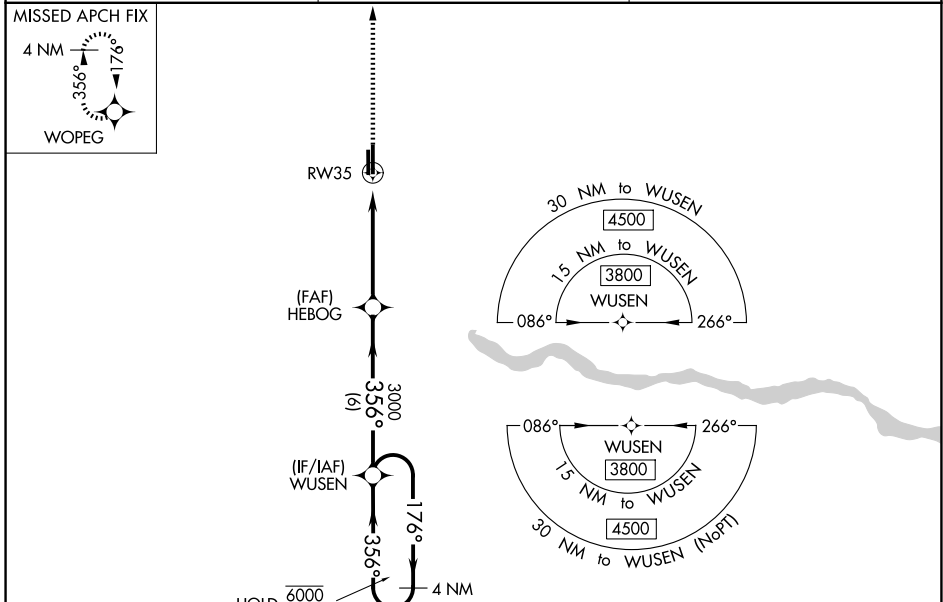 MISSED APCH FIX
4 NM
356°
176°
WOPEG
RW35
(FAF)
HEBOG
3000
356°
(6)
(IF/IAF)
WUSEN
176°
356°
4 NM
HOLD 6000
30 NM to WUSEN
4500
15 NM to WUSEN
3800
WUSEN
086°
266°
086°
266°
WUSEN
3800
15 NM to WUSEN
4500
30 NM to WUSEN (NoPT)